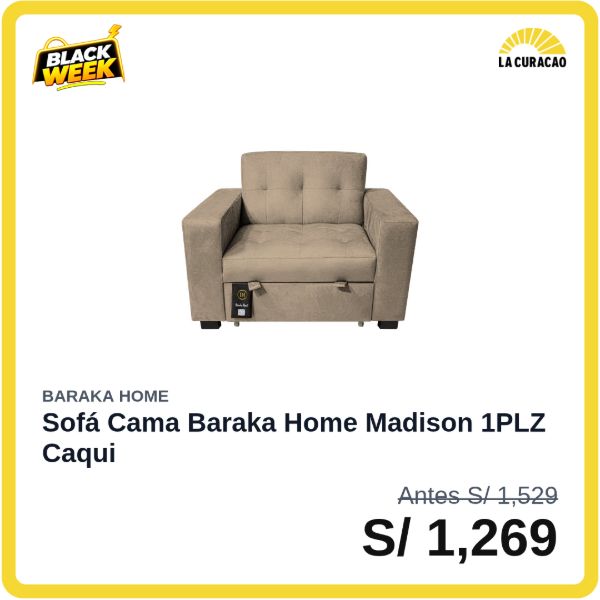 BLACK
WEEK
LA CURACAO
BARAKA HOME
Sofá Cama Baraka Home Madison 1PLZ
Caqui
Antes S/ 1,529
S/ 1,269